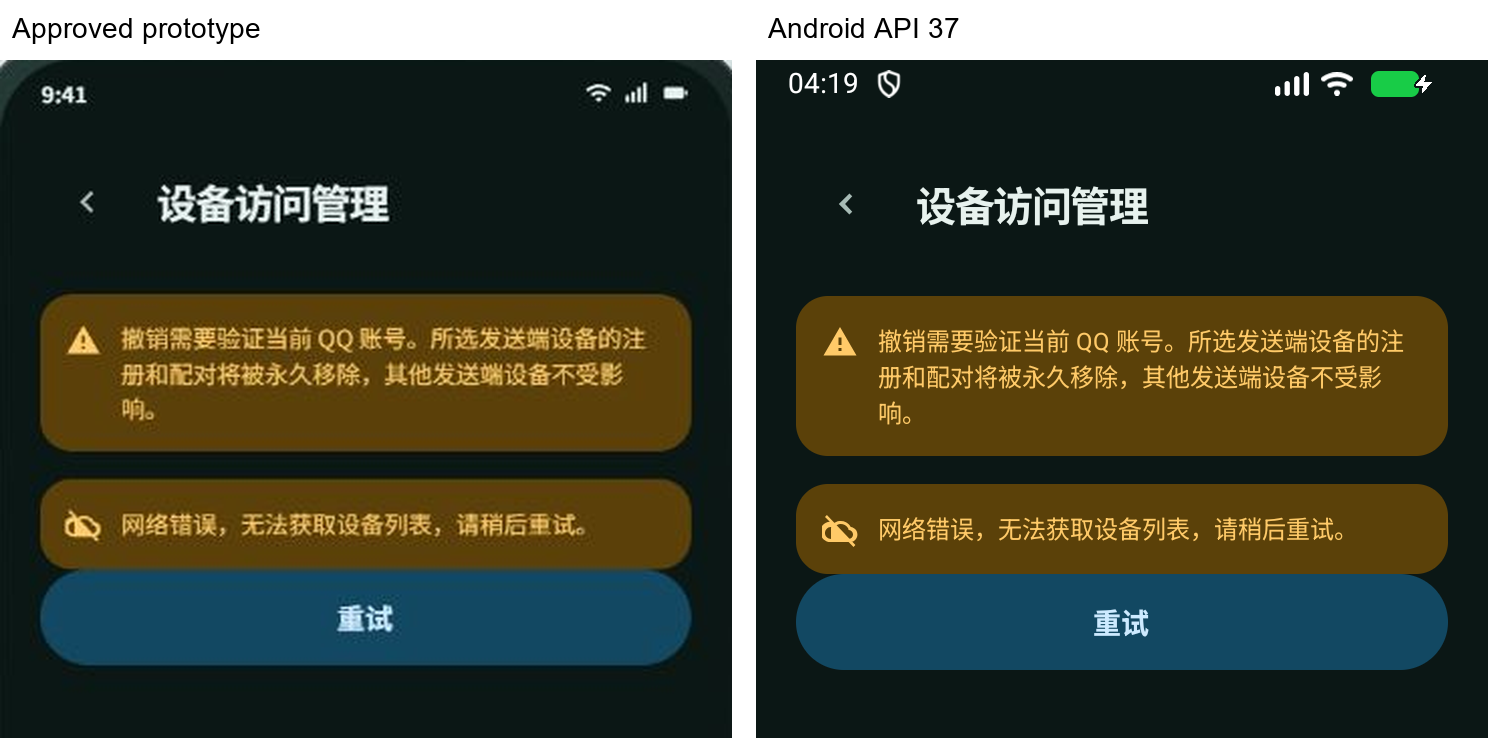 Approved prototype
9:41
设备访问管理
撤销需要验证当前 QQ 账号。所选发送端设备的注
册和配对将被永久移除，其他发送端设备不受影
响。
网络错误，无法获取设备列表，请稍后重试。
重试
Android API 37
04:19
设备访问管理
撤销需要验证当前 QQ 账号。所选发送端设备的注
册和配对将被永久移除，其他发送端设备不受影
响。
网络错误，无法获取设备列表，请稍后重试。
重试